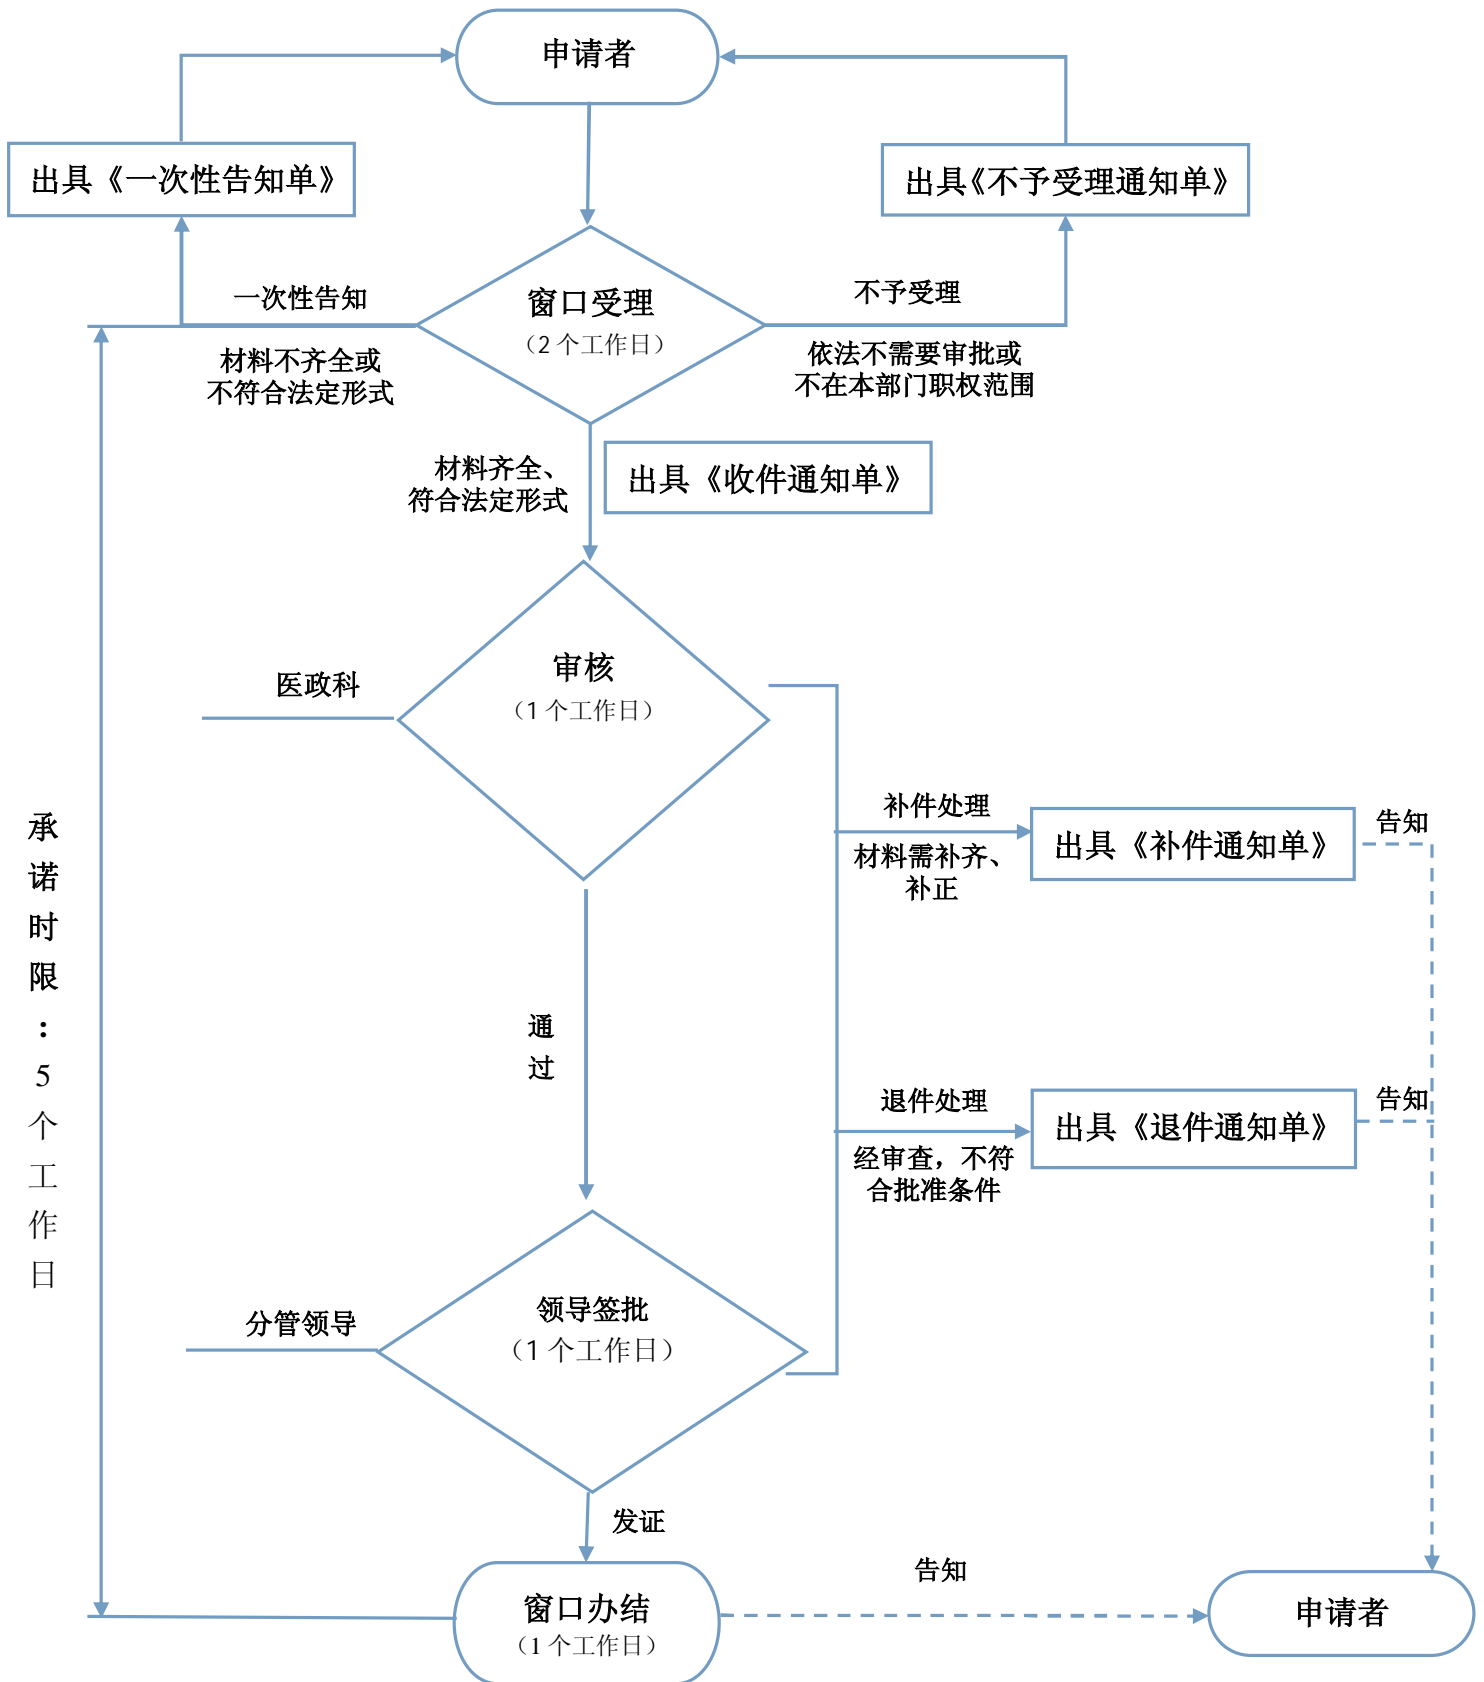 申请者
出具《一次性告知单》
出具《不予受理通知单》
一次性告知
窗口受理
（2个工作日）
不予受理
材料不齐全或
不符合法定形式
依法不需要审批或
不在本部门职权范围
材料齐全、
符合法定形式
出具《收件通知单》
医政科
审核
（1个工作日）
补件处理
材料需补齐、
补正
出具《补件通知单》
告知
承诺时限：5个工作日
通过
退件处理
经审查，不符
合批准条件
出具《退件通知单》
告知
分管领导
领导签批
（1个工作日）
发证
窗口办结
（1个工作日）
告知
申请者